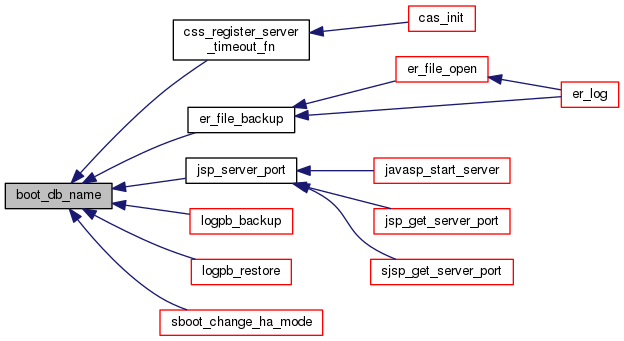 boot_db_name
css_register_server
_timeout_fn
cas_init
er_file_backup
er_file_open
er_log
jsp_server_port
javasp_start_server
jsp_get_server_port
sjsp_get_server_port
logpb_backup
logpb_restore
sboot_change_ha_mode